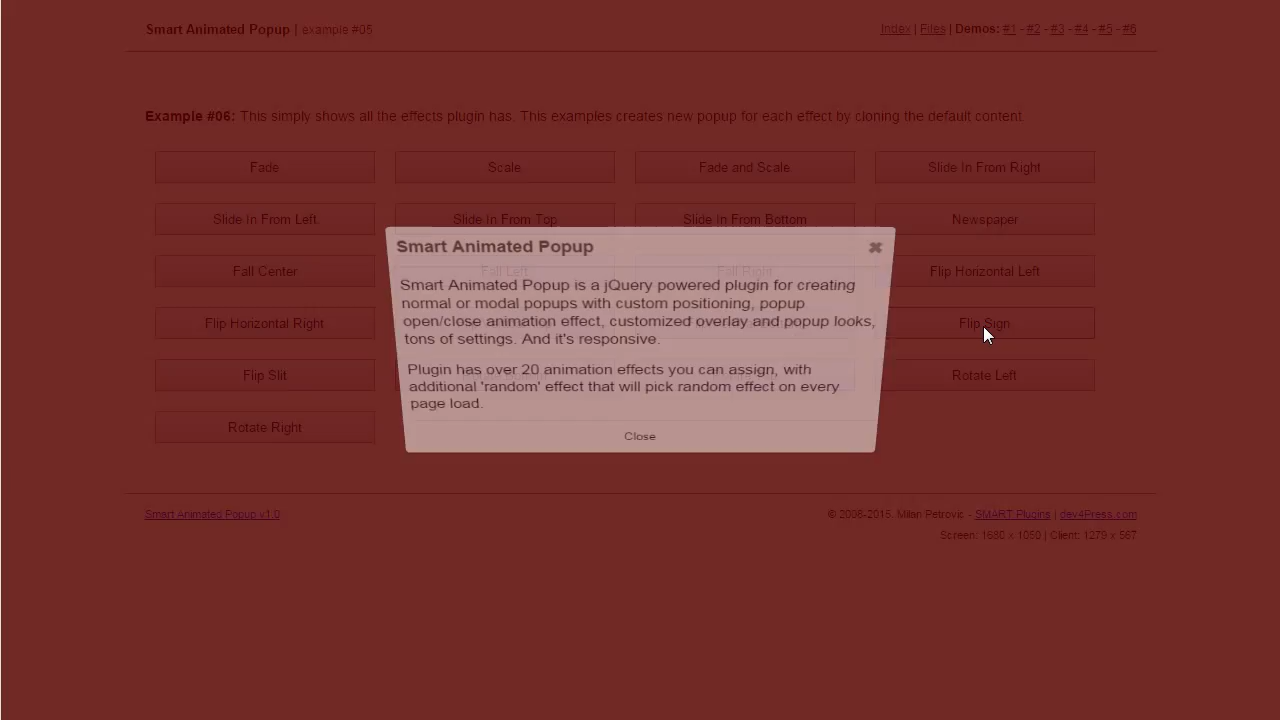 Smart Animated Popup | example #05
Index | Files | Demos: #1 - #2 - #3 - #4 - #5 - #6
Example #06: This simply shows all the effects plugin has. This examples creates new popup for each effect by cloning the default content.
Fade
Scale
Fade and Scale
Slide In From Right
Slide In From Left
Slide In From Top
Slide In From Bottom
Newspaper
Fall Center
Fall Left
Fall Right
Flip Horizontal Left
Flip Horizontal Right
Flip Sign
Flip Slit
Rotate Left
Rotate Right
Smart Animated Popup
✖
Smart Animated Popup is a jQuery powered plugin for creating
normal or modal popups with custom positioning, popup
open/close animation effect, customized overlay and popup looks,
tons of settings. And it's responsive.
Plugin has over 20 animation effects you can assign, with
additional 'random' effect that will pick random effect on every
page load.
Close
Smart Animated Popup v1.0
© 2008-2015. Milan Petrovic - SMART Plugins | dev4Press.com
Screen: 1680 x 1050 | Client: 1279 x 567